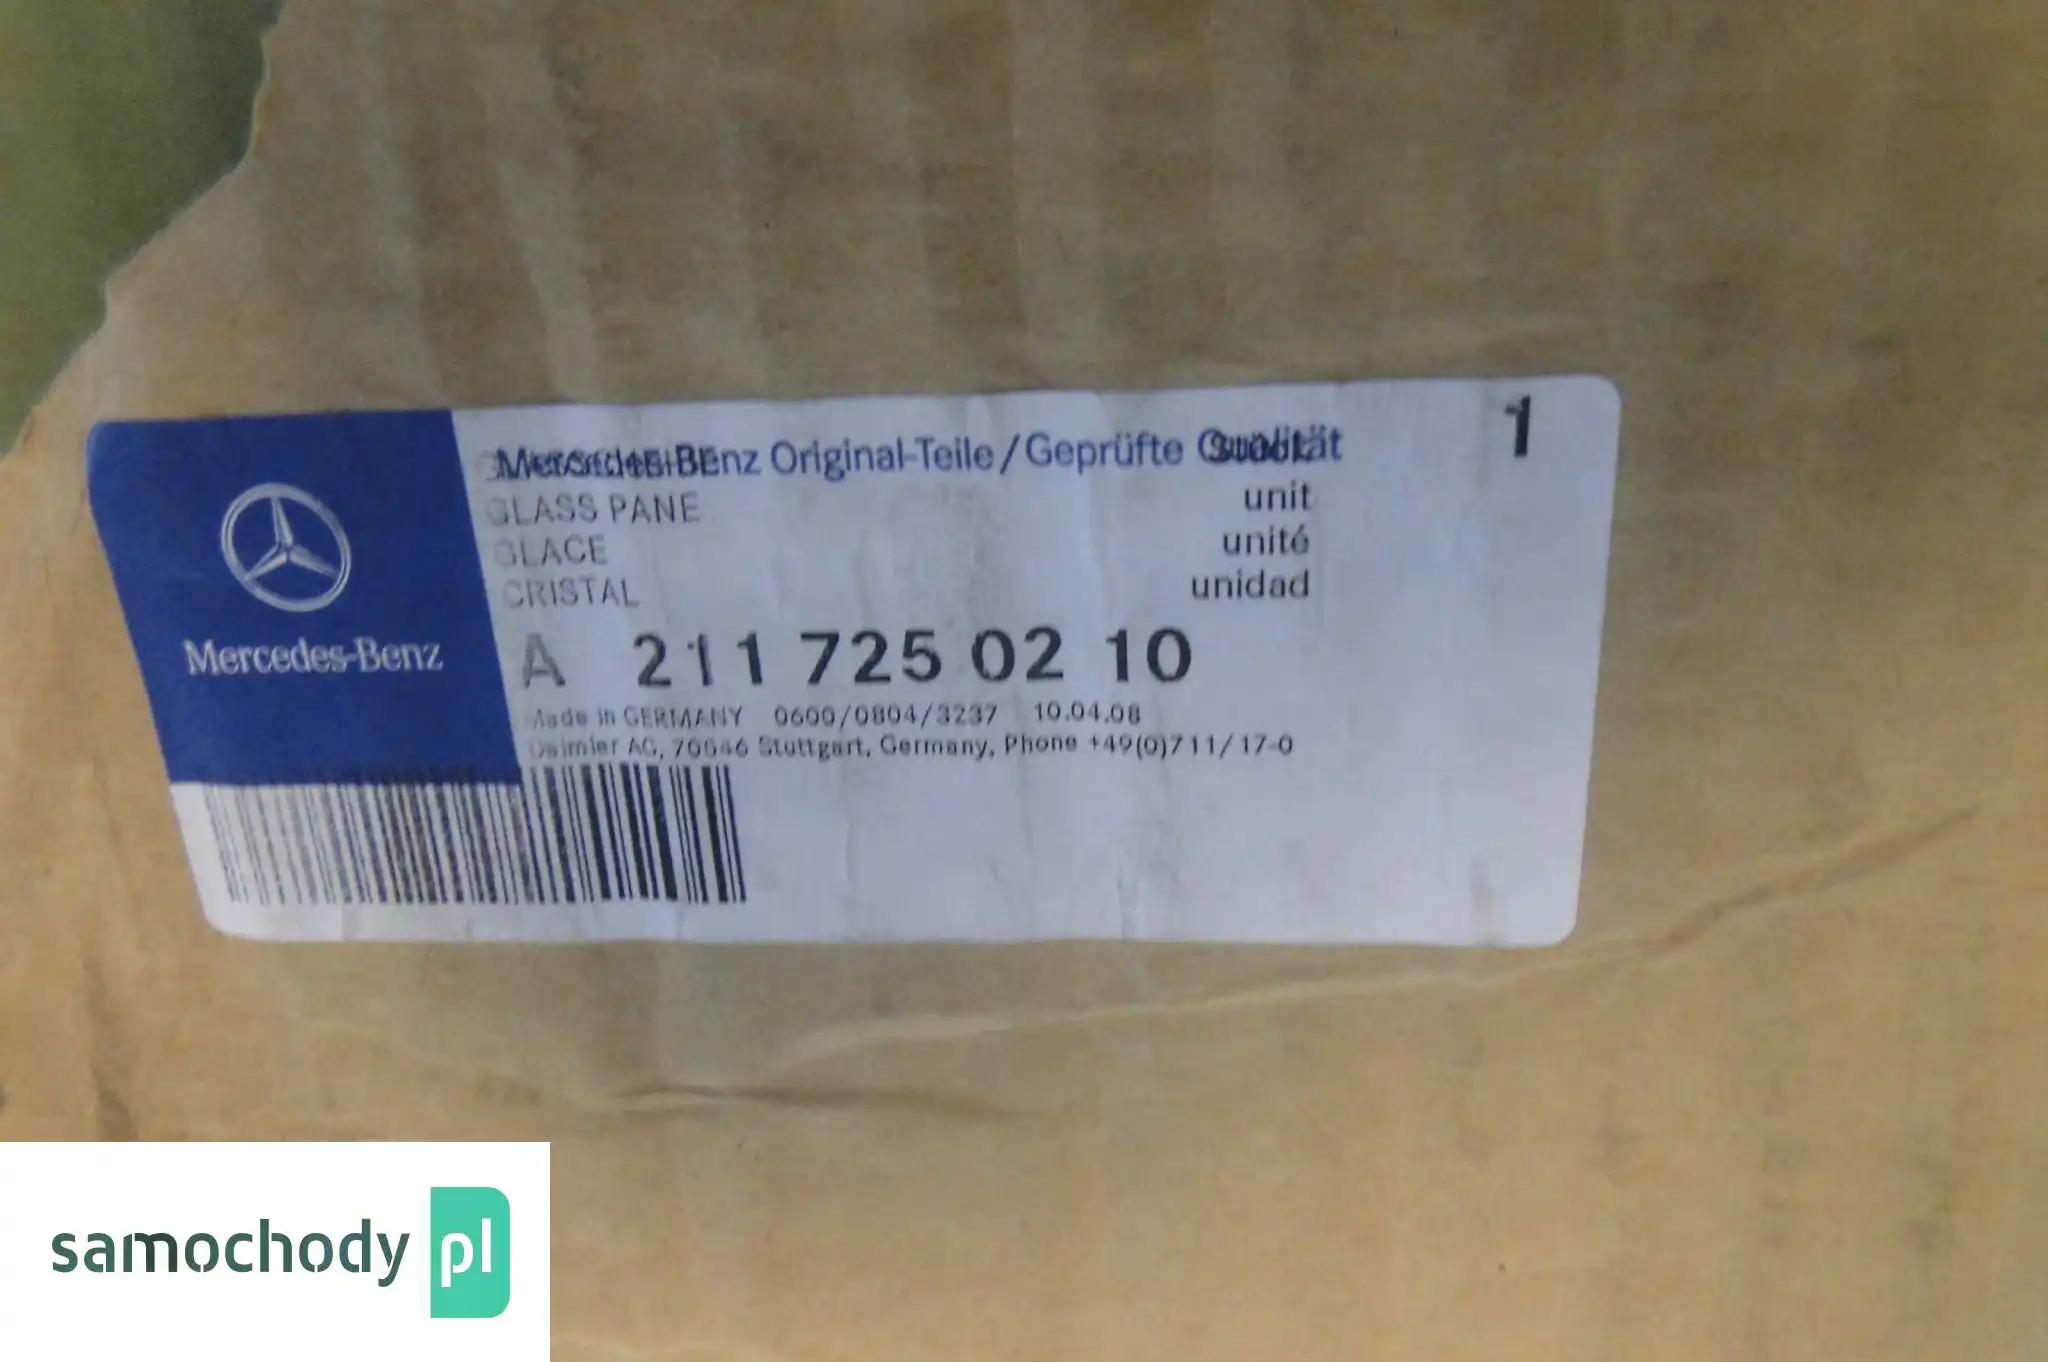 Mercedes-Benz Original-Teile/Geprüfte Qualität
1
GLASS PANE
unit
GLACE
unité
CRISTAL
unidad
Mercedes-Benz
A 211 725 02 10
Made in GERMANY 0600/0804/3237 10.04.08
Daimler AG, 70546 Stuttgart, Germany, Phone +49(0)711/17-0
samochody pl